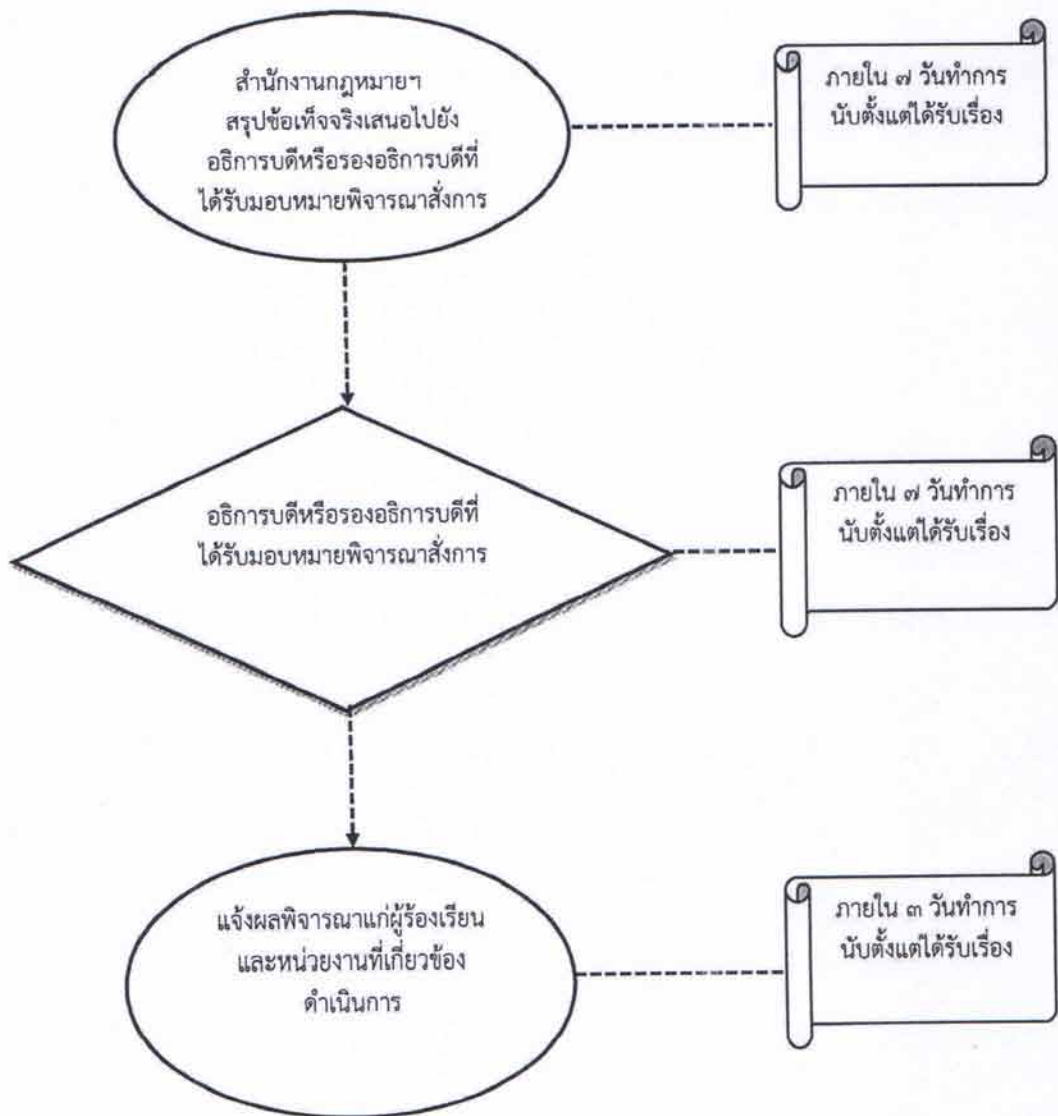 สำนักงานกฎหมายฯ
สรุปข้อเท็จจริงเสนอไปยัง
อธิการบดีหรือรองอธิการบดีที่
ได้รับมอบหมายพิจารณาสั่งการ
ภายใน ๗ วันทำการ
นับตั้งแต่ได้รับเรื่อง
อธิการบดีหรือรองอธิการบดีที่
ได้รับมอบหมายพิจารณาสั่งการ
ภายใน ๗ วันทำการ
นับตั้งแต่ได้รับเรื่อง
แจ้งผลพิจารณาแก่ผู้ร้องเรียน
และหน่วยงานที่เกี่ยวข้อง
ดำเนินการ
ภายใน ๓ วันทำการ
นับตั้งแต่ได้รับเรื่อง